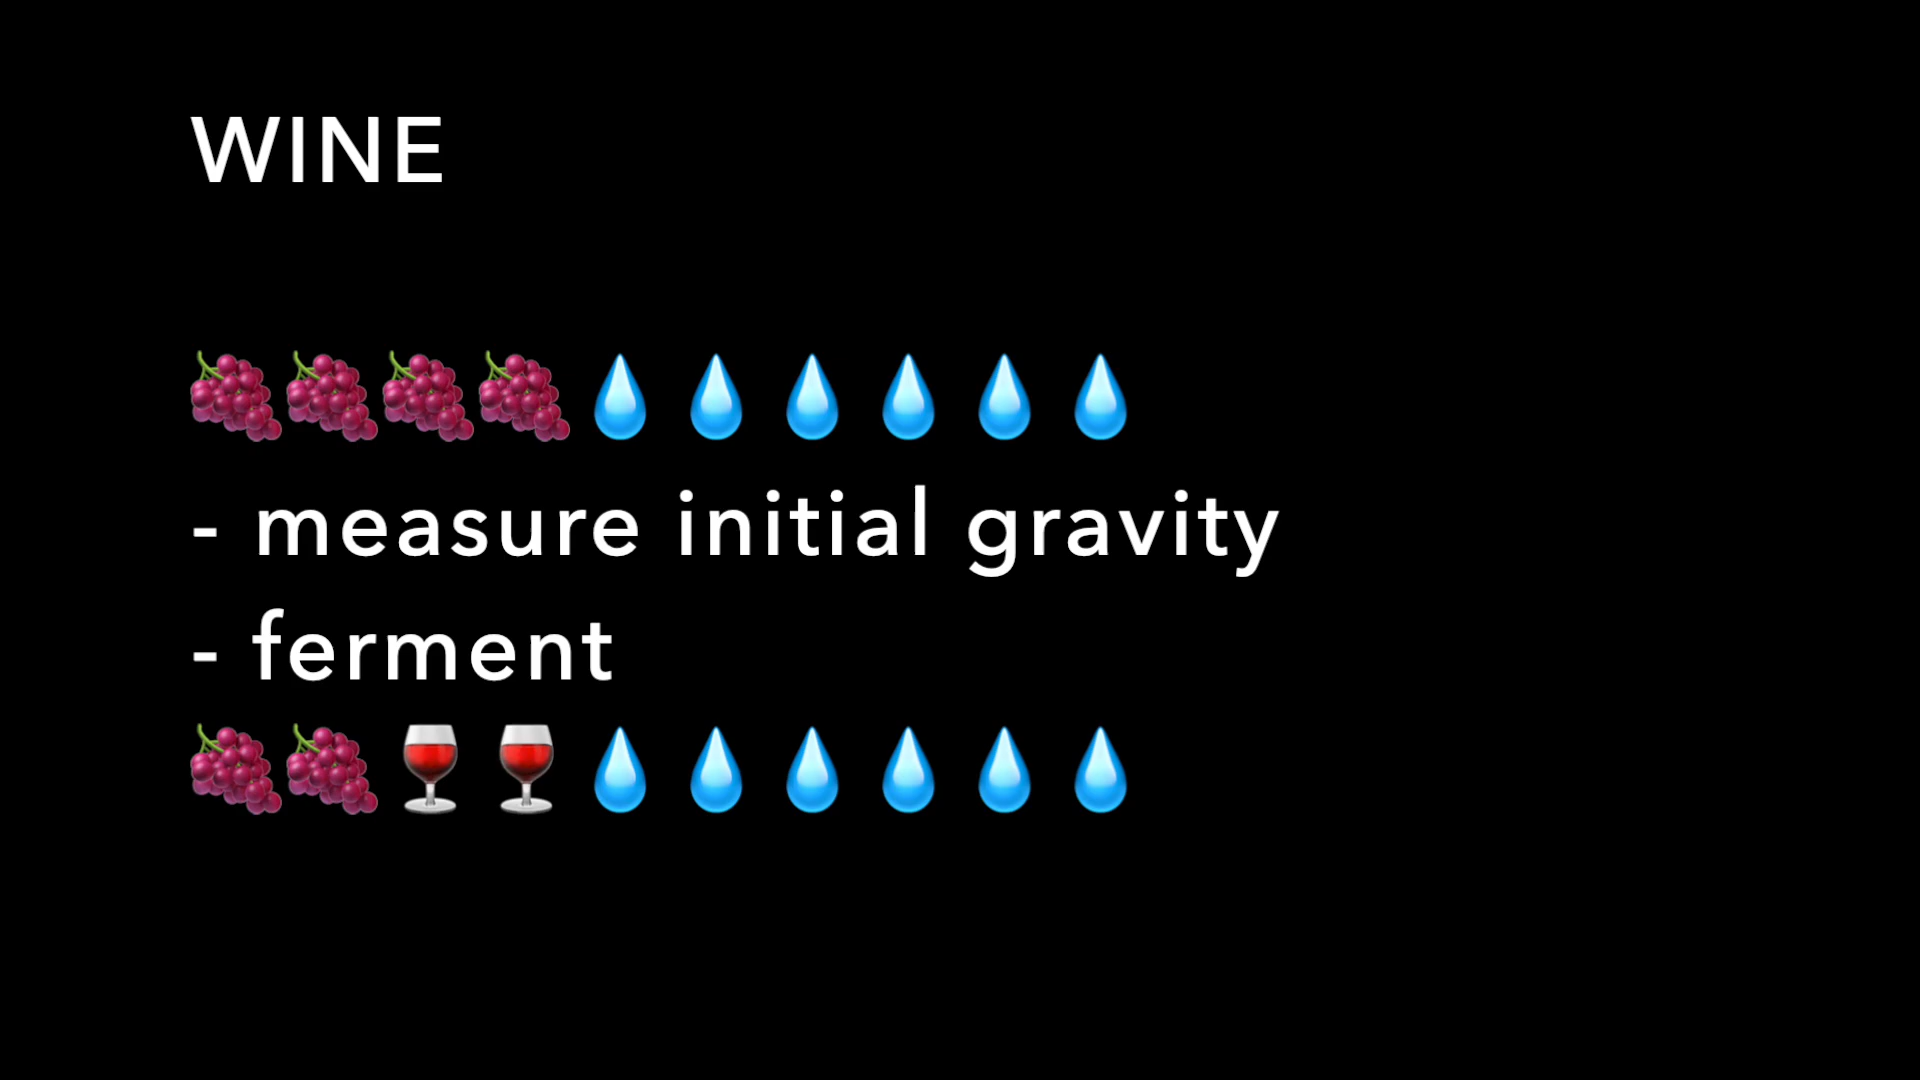 WINE
🍇🍇🍇🍇💧💧💧💧💧💧
- measure initial gravity
- ferment
🍇🍇🍷🍷💧💧💧💧💧💧